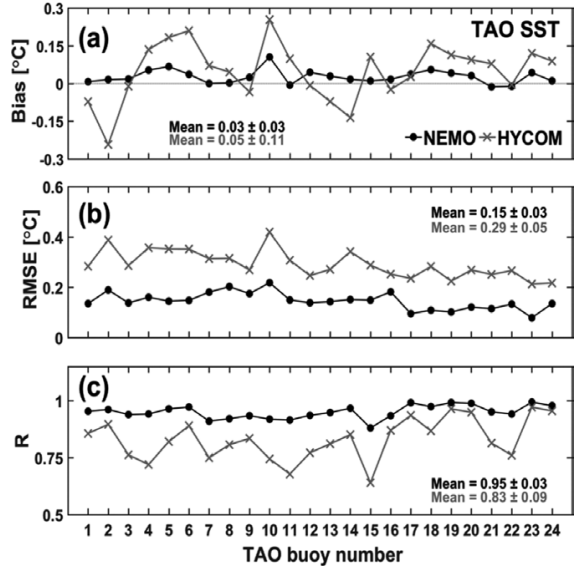 (a)
TAO SST
Bias [°C]
0.3
0.15
0
-0.15
-0.3
Mean = 0.03 ± 0.03
Mean = 0.05 ± 0.11
NEMO HYCOM
(b)
RMSE [°C]
0.6
0.4
0.2
0
Mean = 0.15 ± 0.03
Mean = 0.29 ± 0.05
(c)
R
1
0.75
0.5
Mean = 0.95 ± 0.03
Mean = 0.83 ± 0.09
1 2 3 4 5 6 7 8 9 10 11 12 13 14 15 16 17 18 19 20 21 22 23 24
TAO buoy number